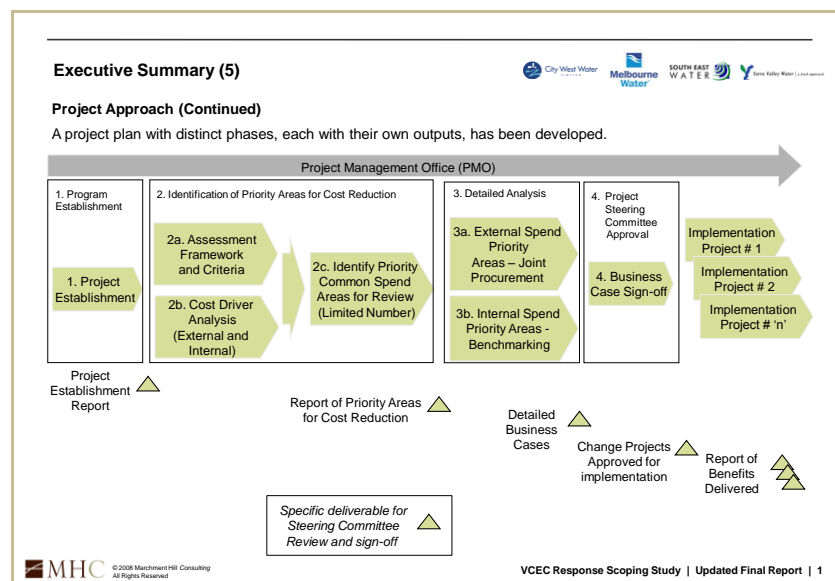 Executive Summary (5)
City West Water
LIMITED
Melbourne
Water
SOUTH EAST
WATER
Yarra Valley Water
Project Approach (Continued)
A project plan with distinct phases, each with their own outputs, has been developed.
Project Management Office (PMO)
1. Program
Establishment
2. Identification of Priority Areas for Cost Reduction
3. Detailed Analysis
4. Project
Steering
Committee
Approval
1. Project
Establishment
2a. Assessment
Framework
and Criteria
2b. Cost Driver
Analysis
(External and
Internal)
2c. Identify Priority
Common Spend
Areas for Review
(Limited Number)
3a. External Spend
Priority
Areas – Joint
Procurement
3b. Internal Spend
Priority Areas -
Benchmarking
4. Business
Case Sign-off
Implementation
Project # 1
Implementation
Project # 2
Implementation
Project # 'n'
Project
Establishment
Report
Report of Priority Areas
for Cost Reduction
Detailed
Business
Cases
Change Projects
Approved for
implementation
Report of
Benefits
Delivered
Specific deliverable for
Steering Committee
Review and sign-off
MHC
©2008 Marchment Hill Consulting
All Rights Reserved
VCEC Response Scoping Study | Updated Final Report | 1